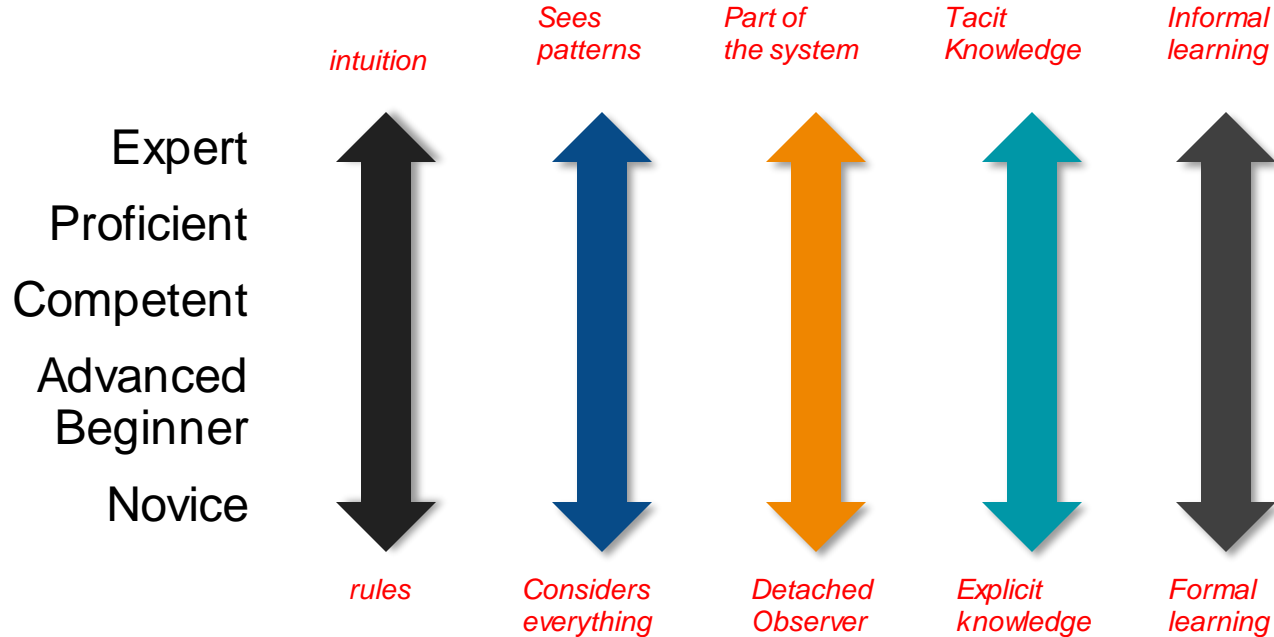 intuition
Sees
patterns
Part of
the system
Tacit
Knowledge
Informal
learning
Expert
Proficient
Competent
Advanced
Beginner
Novice
rules
Considers
everything
Detached
Observer
Explicit
knowledge
Formal
learning